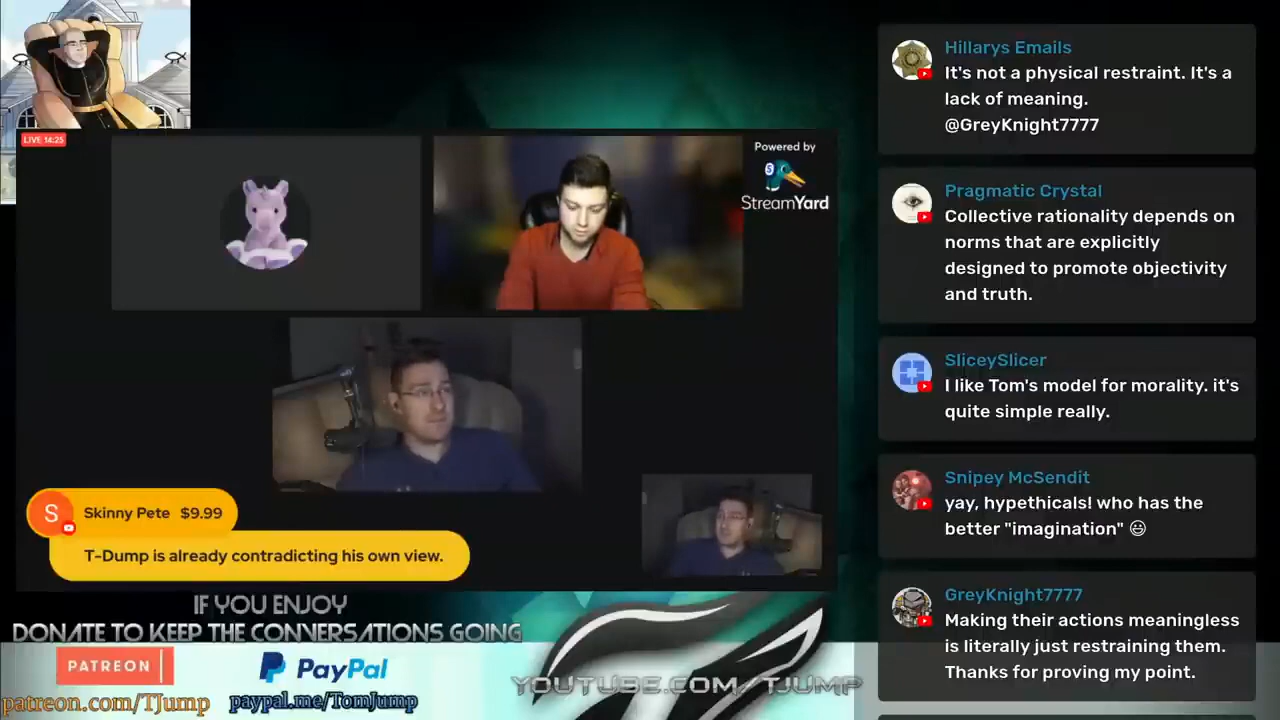 LIVE 14:25
Powered by
StreamYard
S
Skinny Pete $9.99
T-Dump is already contradicting his own view.
IF YOU ENJOY
DONATE TO KEEP THE CONVERSATIONS GOING
PATREON
PayPal
patreon.com/TJump
paypal.me/TomJump
YOUTUBE.COM/TJUMP
Hillarys Emails
It's not a physical restraint. It's a
lack of meaning.
@GreyKnight7777
Pragmatic Crystal
Collective rationality depends on
norms that are explicitly
designed to promote objectivity
and truth.
SliceySlicer
I like Tom's model for morality. it's
quite simple really.
Snipey McSendit
yay, hypethicals! who has the
better "imagination" 😃
GreyKnight7777
Making their actions meaningless
is literally just restraining them.
Thanks for proving my point.